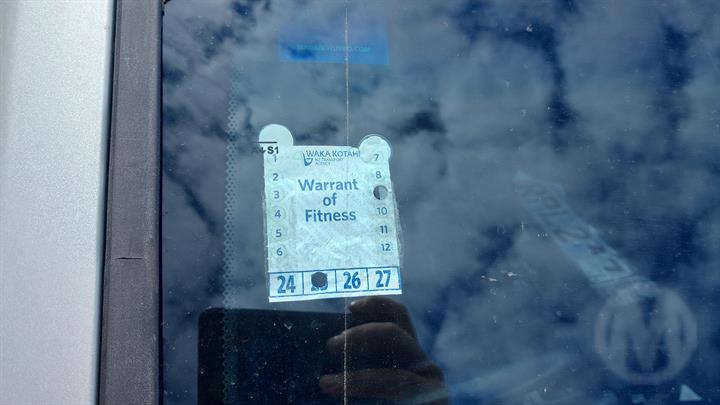 S1
WAKA KOTAHI
NZ TRANSPORT
AGENCY
Warrant
of
Fitness
1
2
3
4
5
6
7
8
10
11
12
24 26 27
M